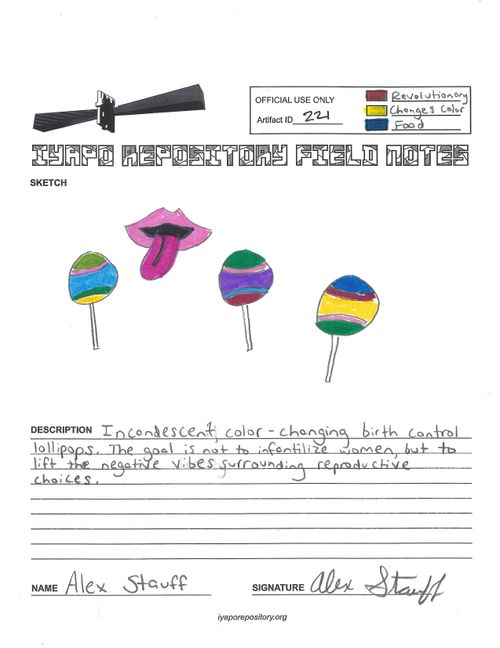 OFFICIAL USE ONLY
Artifact ID 221
Revolutionary
Changes Color
Food
IYAPO REPOSITORY FIELD NOTES
SKETCH
DESCRIPTION Incandescent, color-changing birth control
lollipops. The goal is not to infantilize women, but to
lift the negative vibes surrounding reproductive
choices.
NAME Alex Stauff
SIGNATURE Alex Stauff
iyaporepository.org